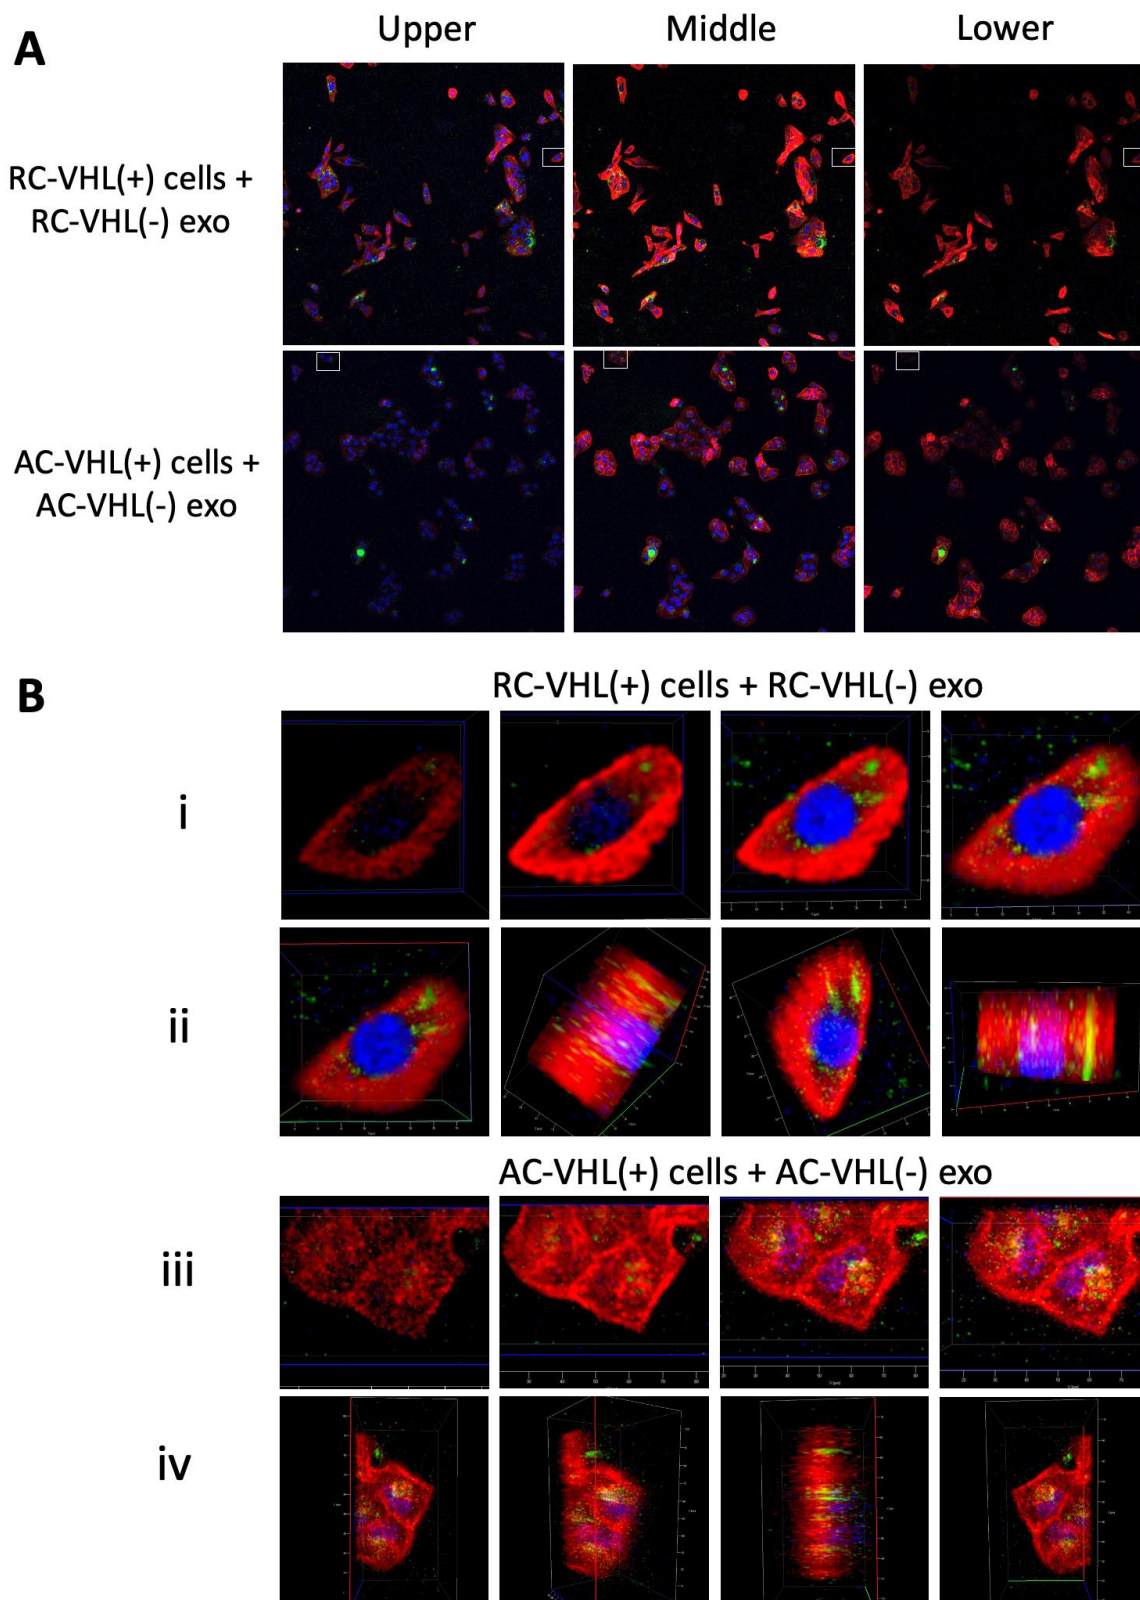 A
Upper Middle Lower
RC-VHL(+) cells +
RC-VHL(-) exo
AC-VHL(+) cells +
AC-VHL(-) exo
B
RC-VHL(+) cells + RC-VHL(-) exo
i
ii
AC-VHL(+) cells + AC-VHL(-) exo
iii
iv